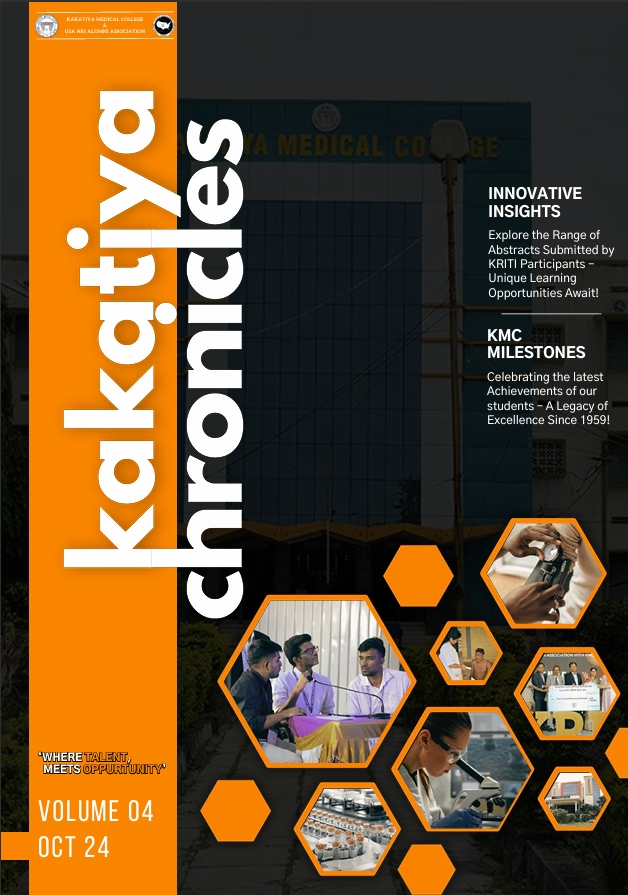 KAKATIYA MEDICAL COLLEGE
&
USA NRI ALUMNI ASSOCIATION
kakatiya
chronicles
YA MEDICAL CO GE
INNOVATIVE
INSIGHTS
Explore the Range of
Abstracts Submitted by
KRITI Participants –
Unique Learning
Opportunities Await!
KMC
MILESTONES
Celebrating the latest
Achievements of our
students – A Legacy of
Excellence Since 1959!
"WHERE TALENT,
MEETS OPPURTUNITY"
VOLUME 04
OCT 24